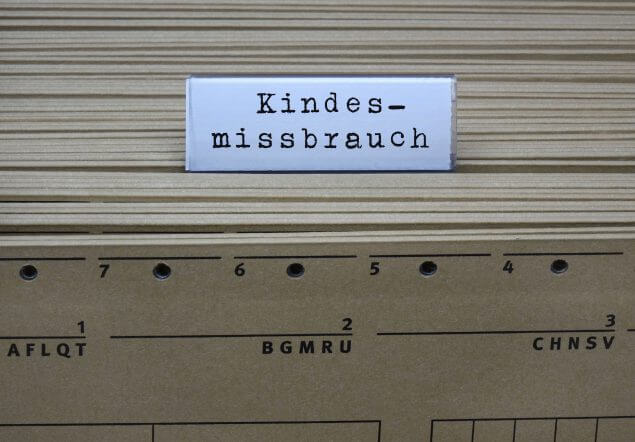 Kindes-
missbrauch
7 6 5 4
1 2 3
AFLQT BGMRU CHNSV